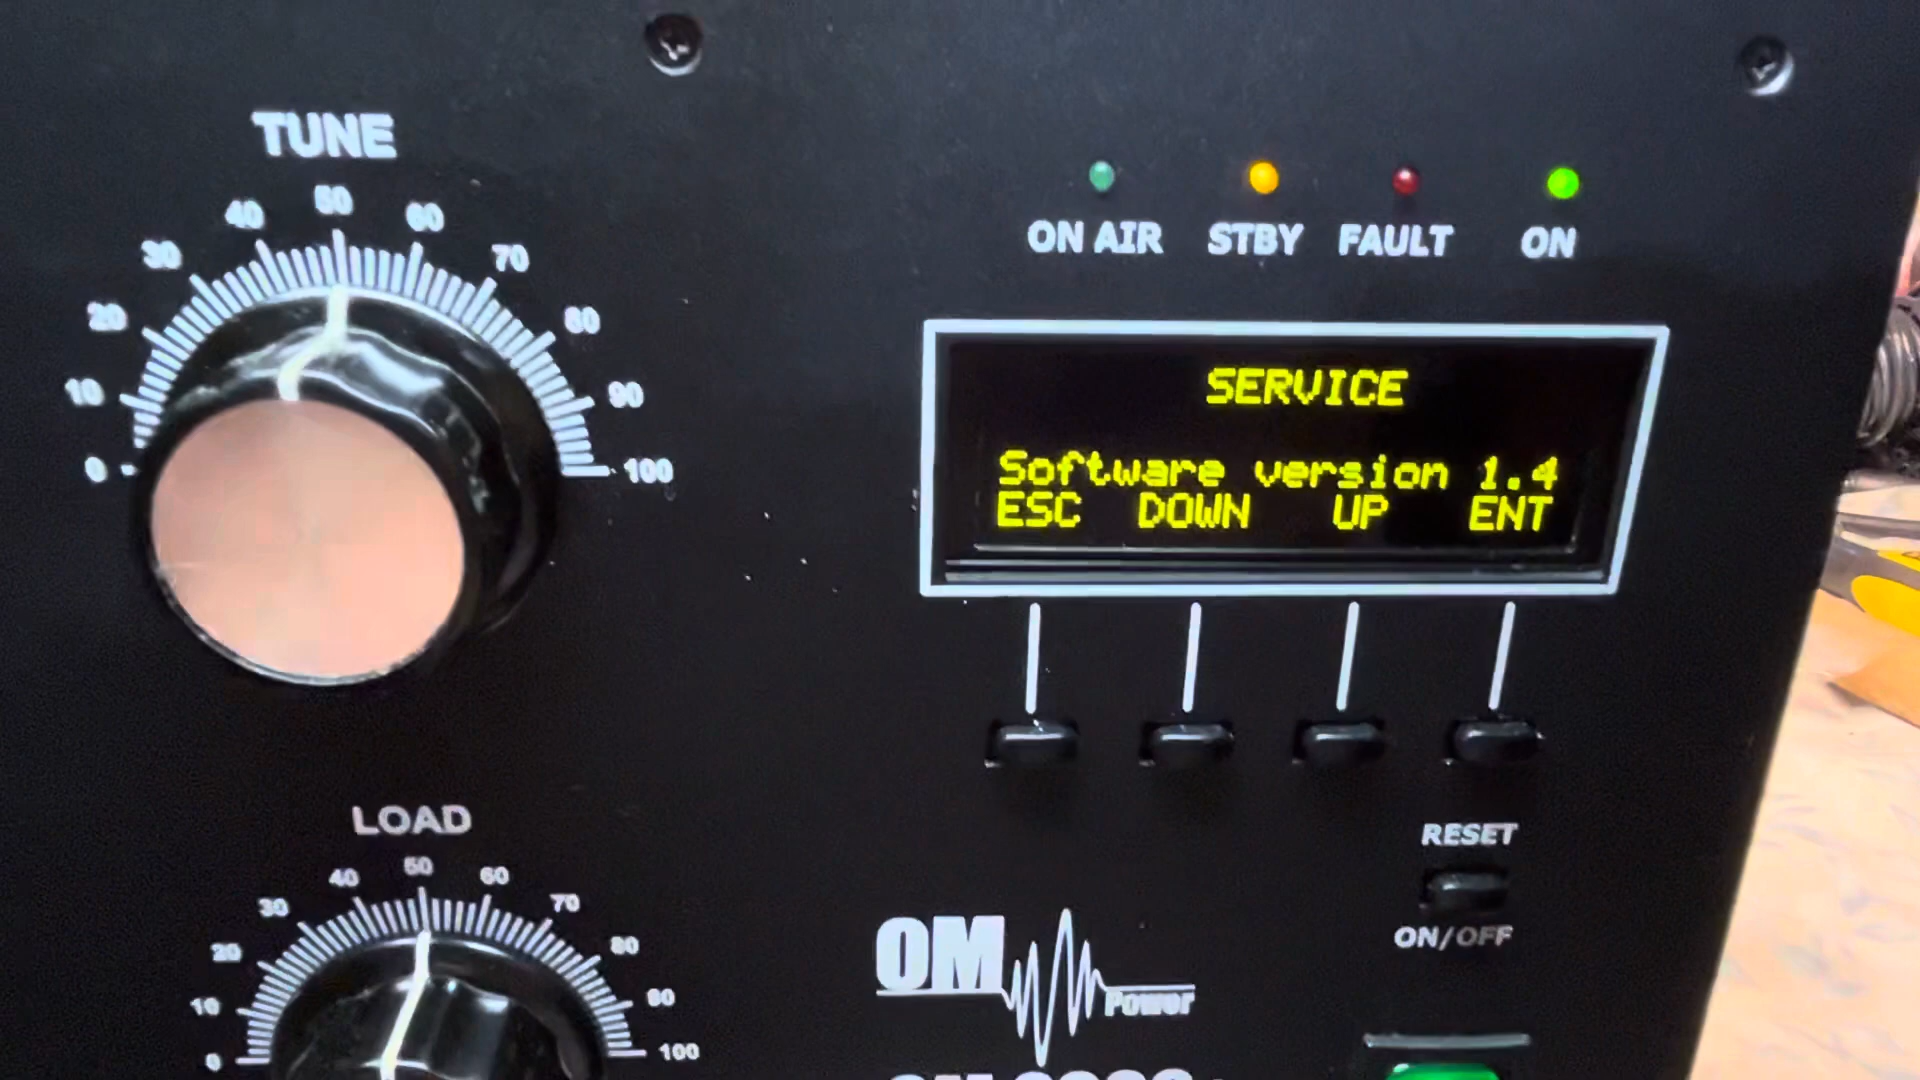 TUNE
0 10 20 30 40 50 60 70 80 90 100
ON AIR STBY FAULT ON
SERVICE
Software version 1.4
ESC DOWN UP ENT
LOAD
0 10 20 30 40 50 60 70 80 90 100
RESET
ON/OFF
OM Power